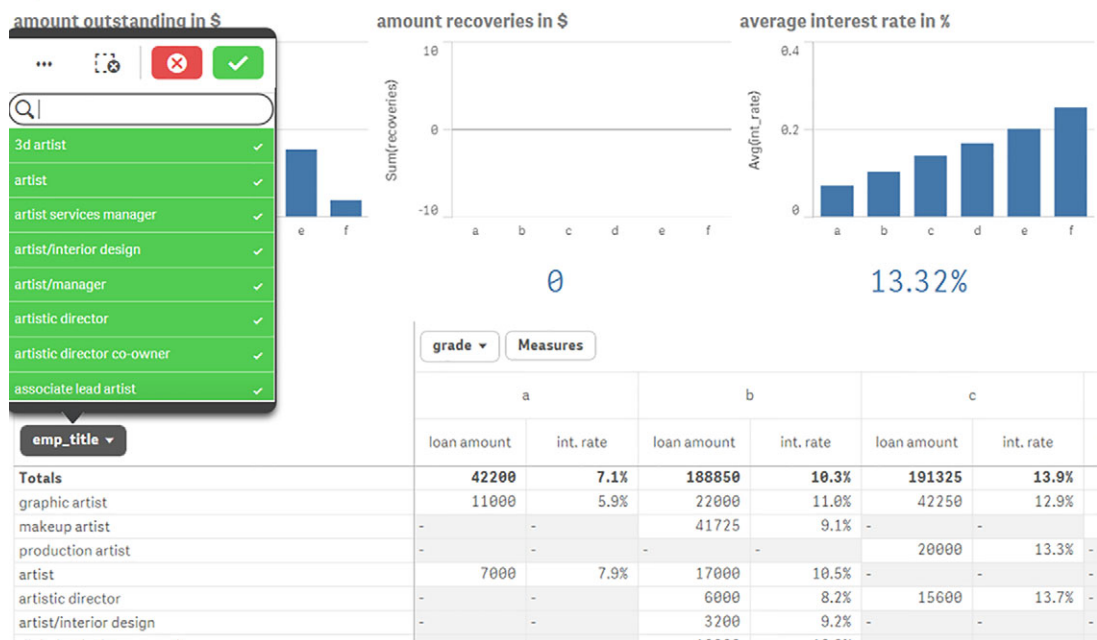 amount outstanding in $
amount recoveries in $
average interest rate in %
3d artist
artist
artist services manager
artist/interior design
artist/manager
artistic director
artistic director co-owner
associate lead artist
e f
Sum(recoveries)
10
0
-10
a b c d e f
0
Avg(int_rate)
0.4
0.2
0
a b c d e f
13.32%
grade Measures
a b c
emp_title loan amount int. rate loan amount int. rate loan amount int. rate
Totals 42200 7.1% 188850 10.3% 191325 13.9%
graphic artist 11000 5.9% 22000 11.0% 42250 12.9%
makeup artist - - 41725 9.1% - -
production artist - - - - 20000 13.3% -
artist 7000 7.9% 17000 10.5% - - -
artistic director - - 6000 8.2% 15600 13.7% -
artist/interior design - - 3200 9.2% - - -